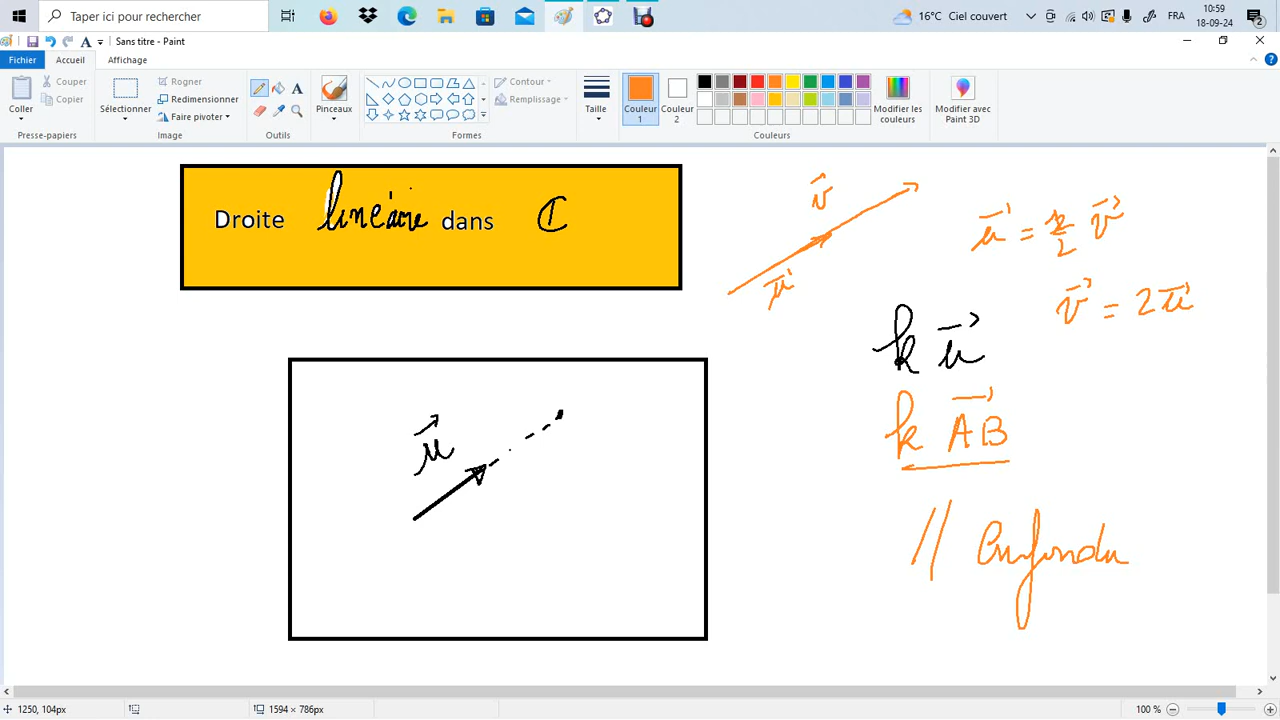 Taper ici pour rechercher
16°C Ciel couvert
FRA
10:59
18-09-24
2
Sans titre - Paint
Fichier
Accueil
Affichage
Coller
Couper
Copier
Presse-papiers
Sélectionner
Rogner
Redimensionner
Faire pivoter
Image
A
Outils
Pinceaux
Contour
Remplissage
Formes
Taille
Couleur 1
Couleur 2
Modifier les couleurs
Modifier avec Paint 3D
Couleurs
Droite linéaire dans ℂ
v⃗
u⃗
v⃗ = 2u⃗
k u⃗
k AB⃗
// Confondu
u⃗
1250, 104px
1594 × 786px
100 %